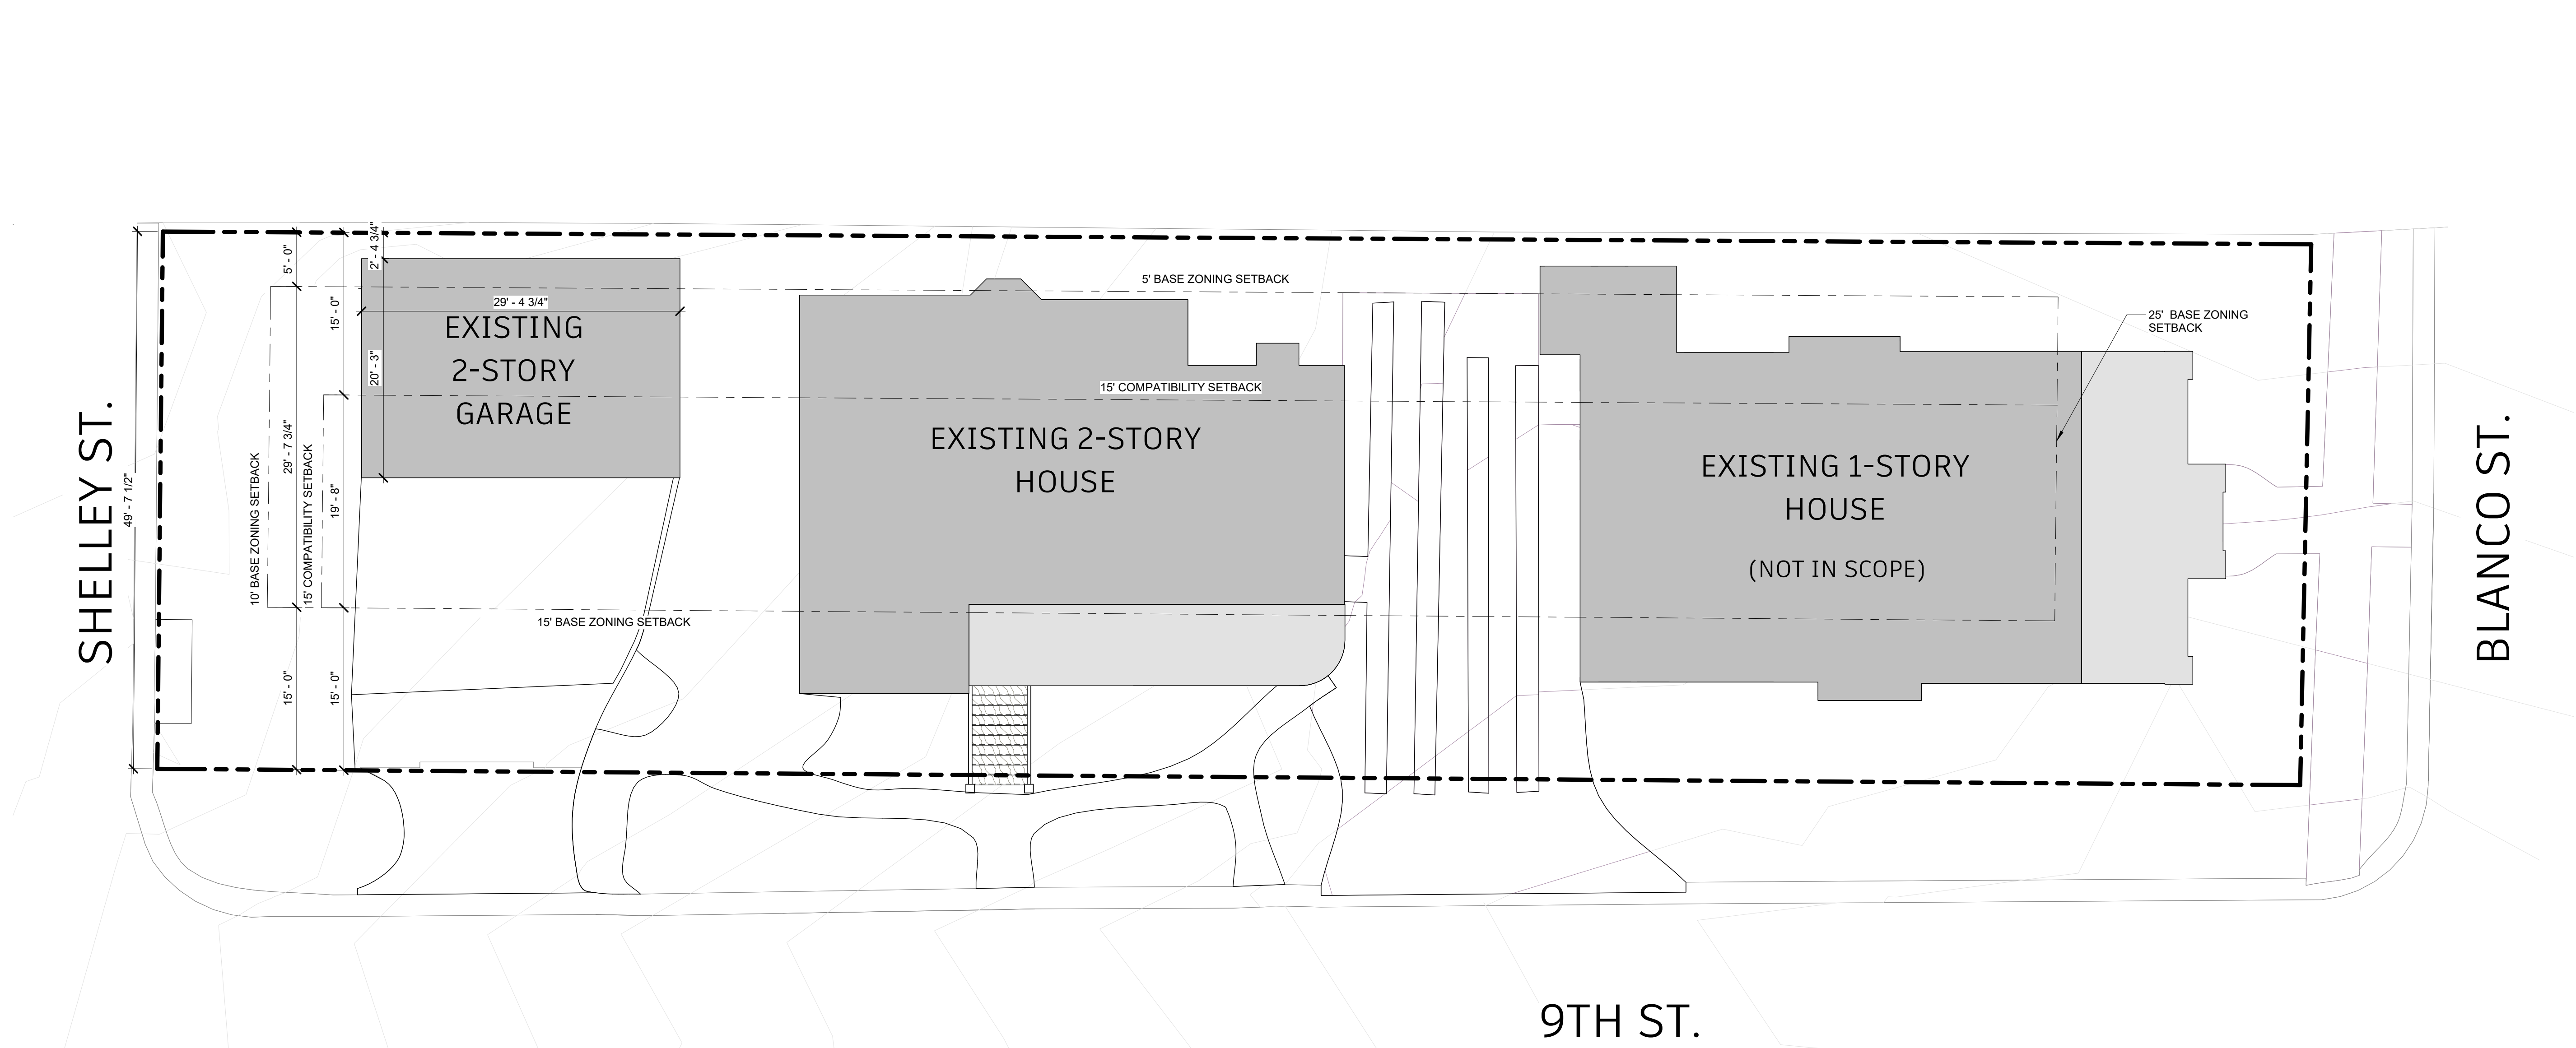 2' - 4 3/4"
5' - 0"
5' BASE ZONING SETBACK
29' - 4 3/4"
15' - 0"
25'  BASE ZONING
SETBACK
EXISTING
2-STORY
GARAGE
20' - 3"
15' COMPATIBILITY SETBACK
EXISTING 2-STORY
HOUSE
EXISTING 1-STORY
HOUSE
(NOT IN SCOPE)
SHELLEY ST.
49' - 7 1/2"
10' BASE ZONING SETBACK
29' - 7 3/4"
15' COMPATIBILITY SETBACK
19' - 8"
BLANCO ST.
15' BASE ZONING SETBACK
15' - 0"
15' - 0"
9TH ST.